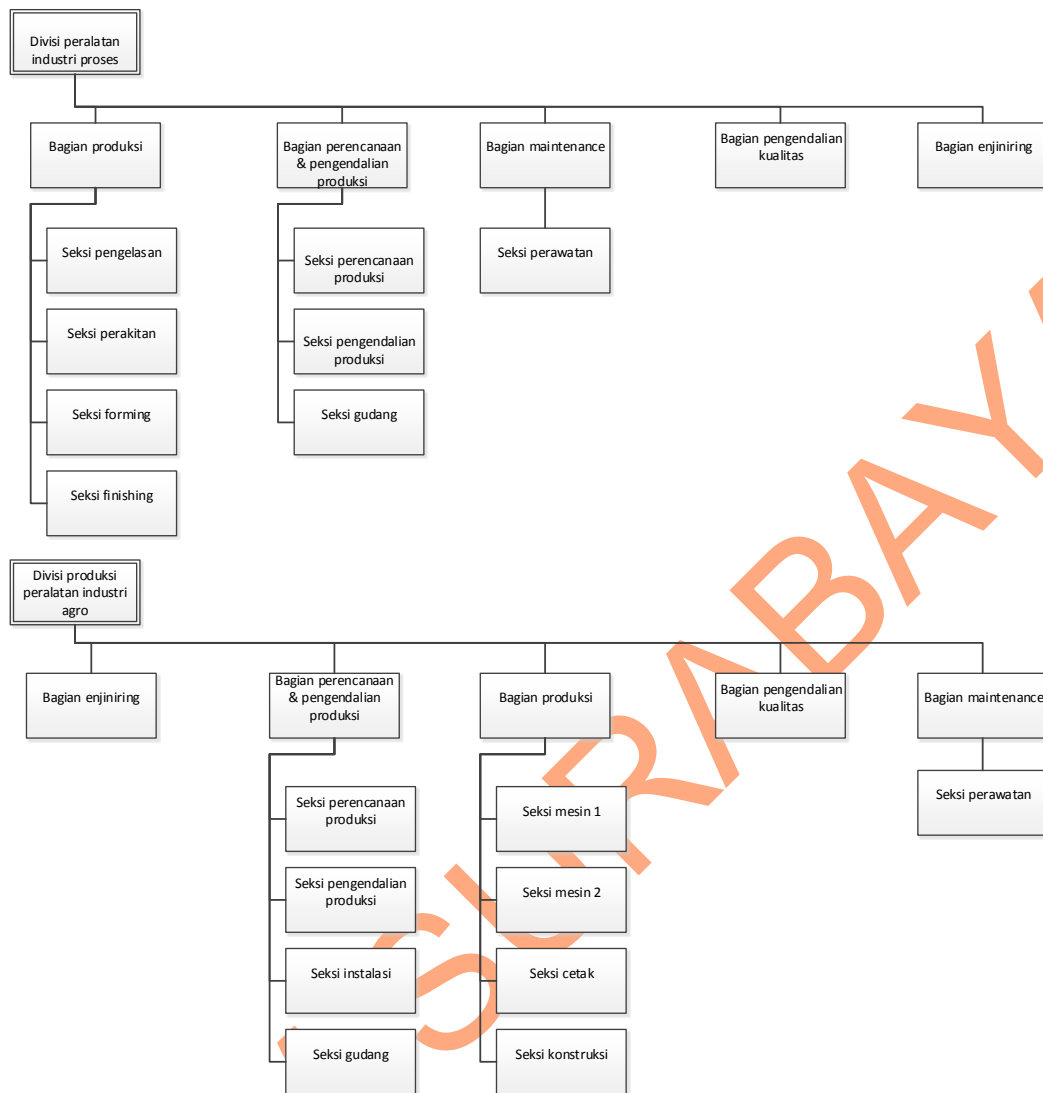 Divisi peralatan
industri proses
Bagian produksi
Bagian perencanaan
& pengendalian
produksi
Bagian maintenance
Bagian pengendalian
kualitas
Bagian enjiniring
Seksi pengelasan
Seksi perakitan
Seksi forming
Seksi finishing
Seksi perencanaan
produksi
Seksi pengendalian
produksi
Seksi gudang
Seksi perawatan
Divisi produksi
peralatan industri
agro
Bagian enjiniring
Bagian perencanaan
& pengendalian
produksi
Bagian produksi
Bagian pengendalian
kualitas
Bagian maintenance
Seksi perencanaan
produksi
Seksi pengendalian
produksi
Seksi instalasi
Seksi gudang
Seksi mesin 1
Seksi mesin 2
Seksi cetak
Seksi konstruksi
Seksi perawatan
SURABAYA